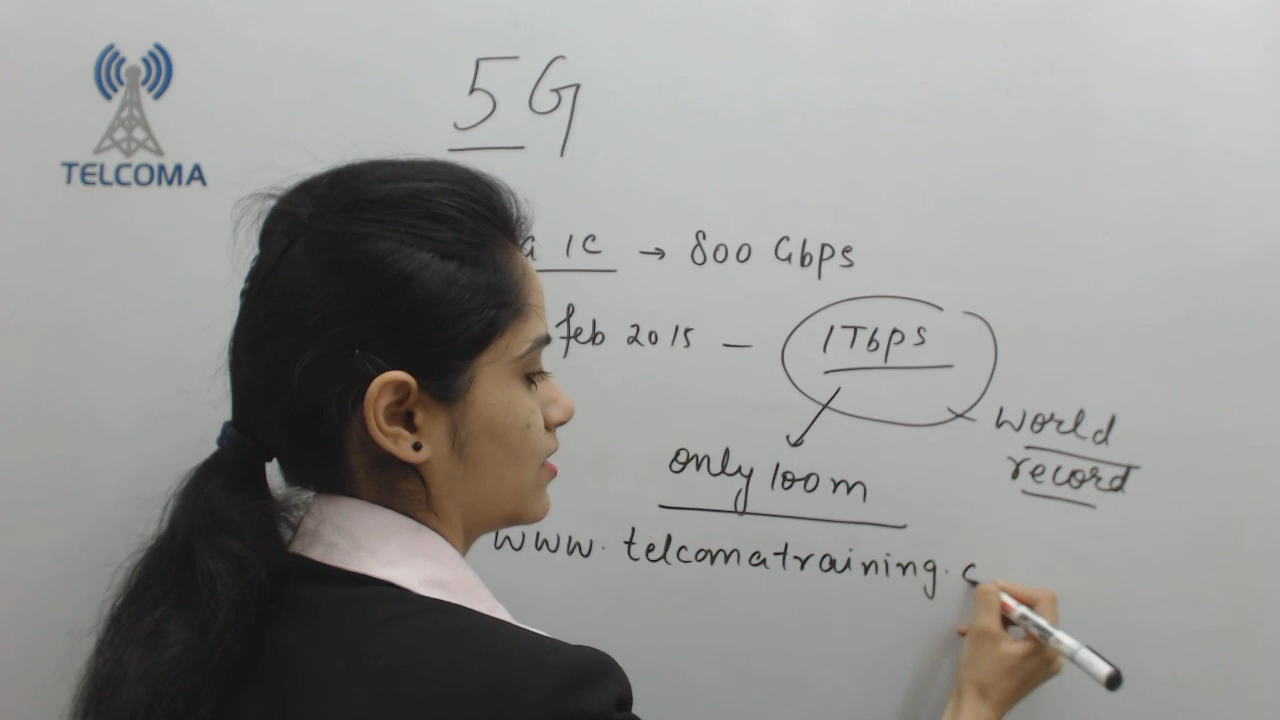 TELCOMA
5G
1C → 800 Gbps
feb 2015 – 1Tbps
world
record
only 100m
www.telcomatraining.c